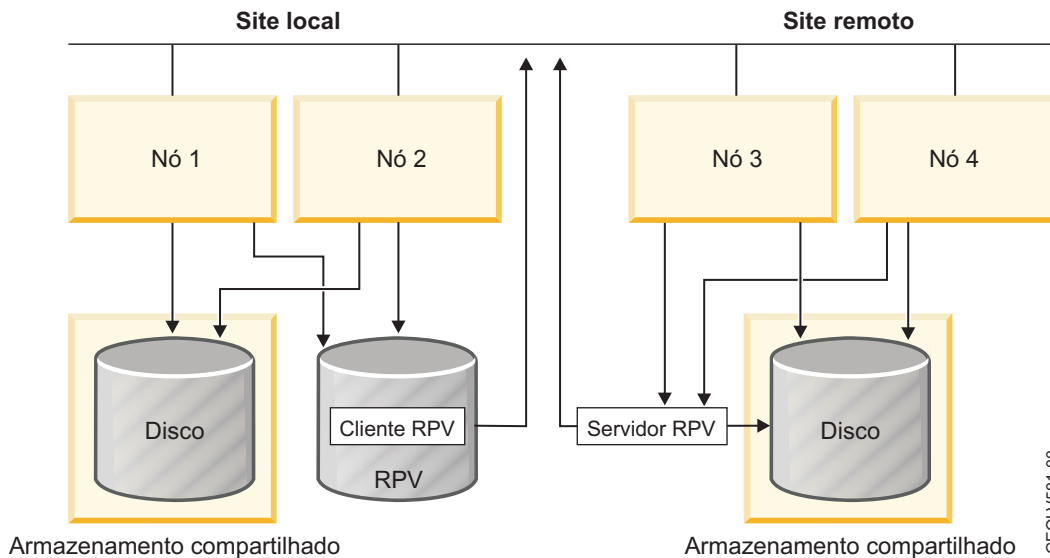 Site local
Site remoto
Nó 1
Nó 2
Nó 3
Nó 4
Disco
Cliente RPV
RPV
Servidor RPV
Disco
Armazenamento compartilhado
Armazenamento compartilhado